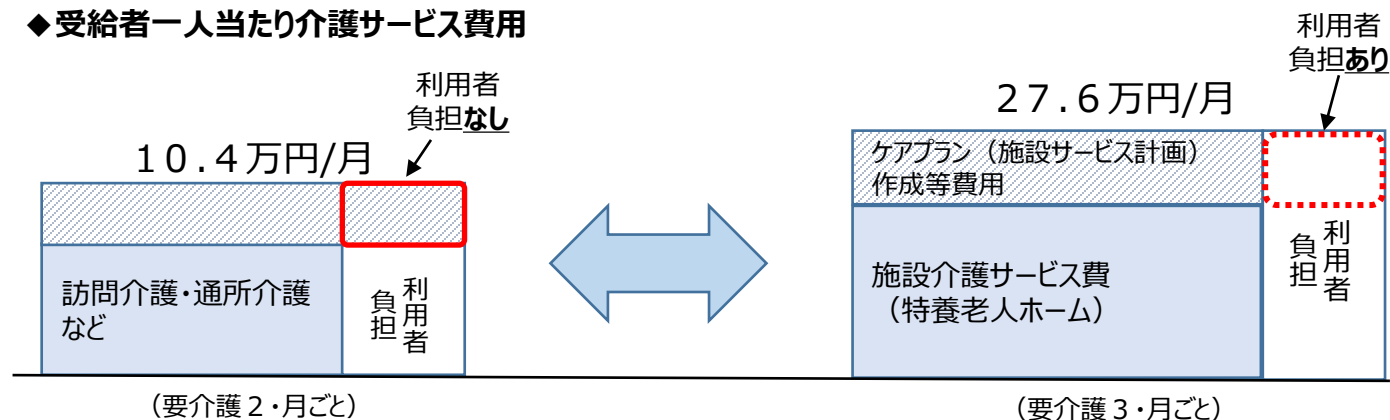 ◆受給者一人当たり介護サービス費用
利用者
負担なし
10.4万円/月
訪問介護・通所介護
など
利用者
負担
（要介護２・月ごと）
利用者
負担あり
２７.６万円/月
ケアプラン（施設サービス計画）
作成等費用
施設介護サービス費
（特養老人ホーム）
利用者
負担
（要介護３・月ごと）